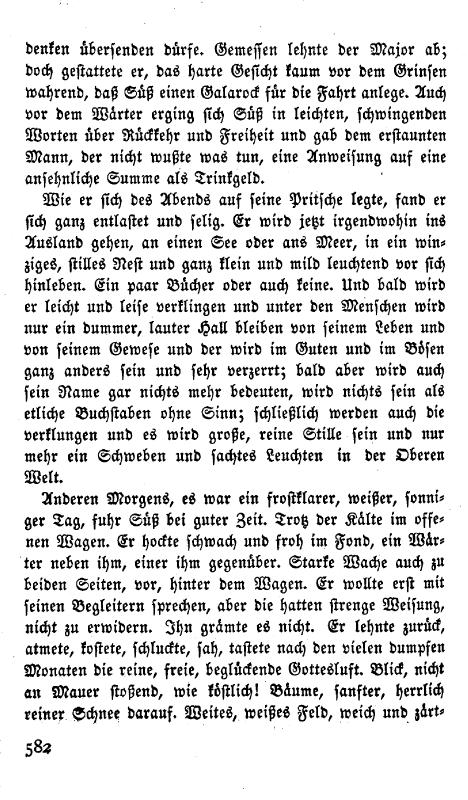 denken übersenden dürfe. Gemessen lehnte der Major ab;
doch gestattete er, das harte Gesicht kaum vor dem Grinsen
wahrend, daß Süß einen Galarock für die Fahrt anlege. Auch
vor dem Wärter erging sich Süß in leichten, schwingenden
Worten über Rückkehr und Freiheit und gab dem erstaunten
Mann, der nicht wußte was tun, eine Anweisung auf eine
ansehnliche Summe als Trinkgeld.
Wie er sich des Abends auf seine Pritsche legte, fand er
sich ganz entlastet und selig. Er wird jetzt irgendwohin ins
Ausland gehen, an einen See oder ans Meer, in ein win-
ziges, stilles Nest und ganz klein und mild leuchtend vor sich
hinleben. Ein paar Bücher oder auch keine. Und bald wird
er leicht und leise verklingen und unter den Menschen wird
nur ein dummer, lauter Hall bleiben von seinem Leben und
von seinem Gewese und der wird im Guten und im Bösen
ganz anders sein und sehr verzerrt; bald aber wird auch
sein Name gar nichts mehr bedeuten, wird nichts sein als
etliche Buchstaben ohne Sinn; schließlich werden auch die
verklungen und es wird große, reine Stille sein und nur
mehr ein Schweben und sachtes Leuchten in der Oberen
Welt.
Anderen Morgens, es war ein frostklarer, weißer, sonni-
ger Tag, fuhr Süß bei guter Zeit. Trotz der Kälte im offe-
nen Wagen. Er hockte schwach und froh im Fond, ein Wär-
ter neben ihm, einer ihm gegenüber. Starke Wache auch zu
beiden Seiten, vor, hinter dem Wagen. Er wollte erst mit
seinen Begleitern sprechen, aber die hatten strenge Weisung,
nicht zu erwidern. Ihn grämte es nicht. Er lehnte zurück,
atmete, kostete, schluckte, sah, tastete nach den vielen dumpfen
Monaten die reine, freie, beglückende Gottesluft. Blick, nicht
an Mauer stoßend, wie köstlich! Bäume, sanfter, herrlich
reiner Schnee darauf. Weites, weißes Feld, weich und zärt-
582